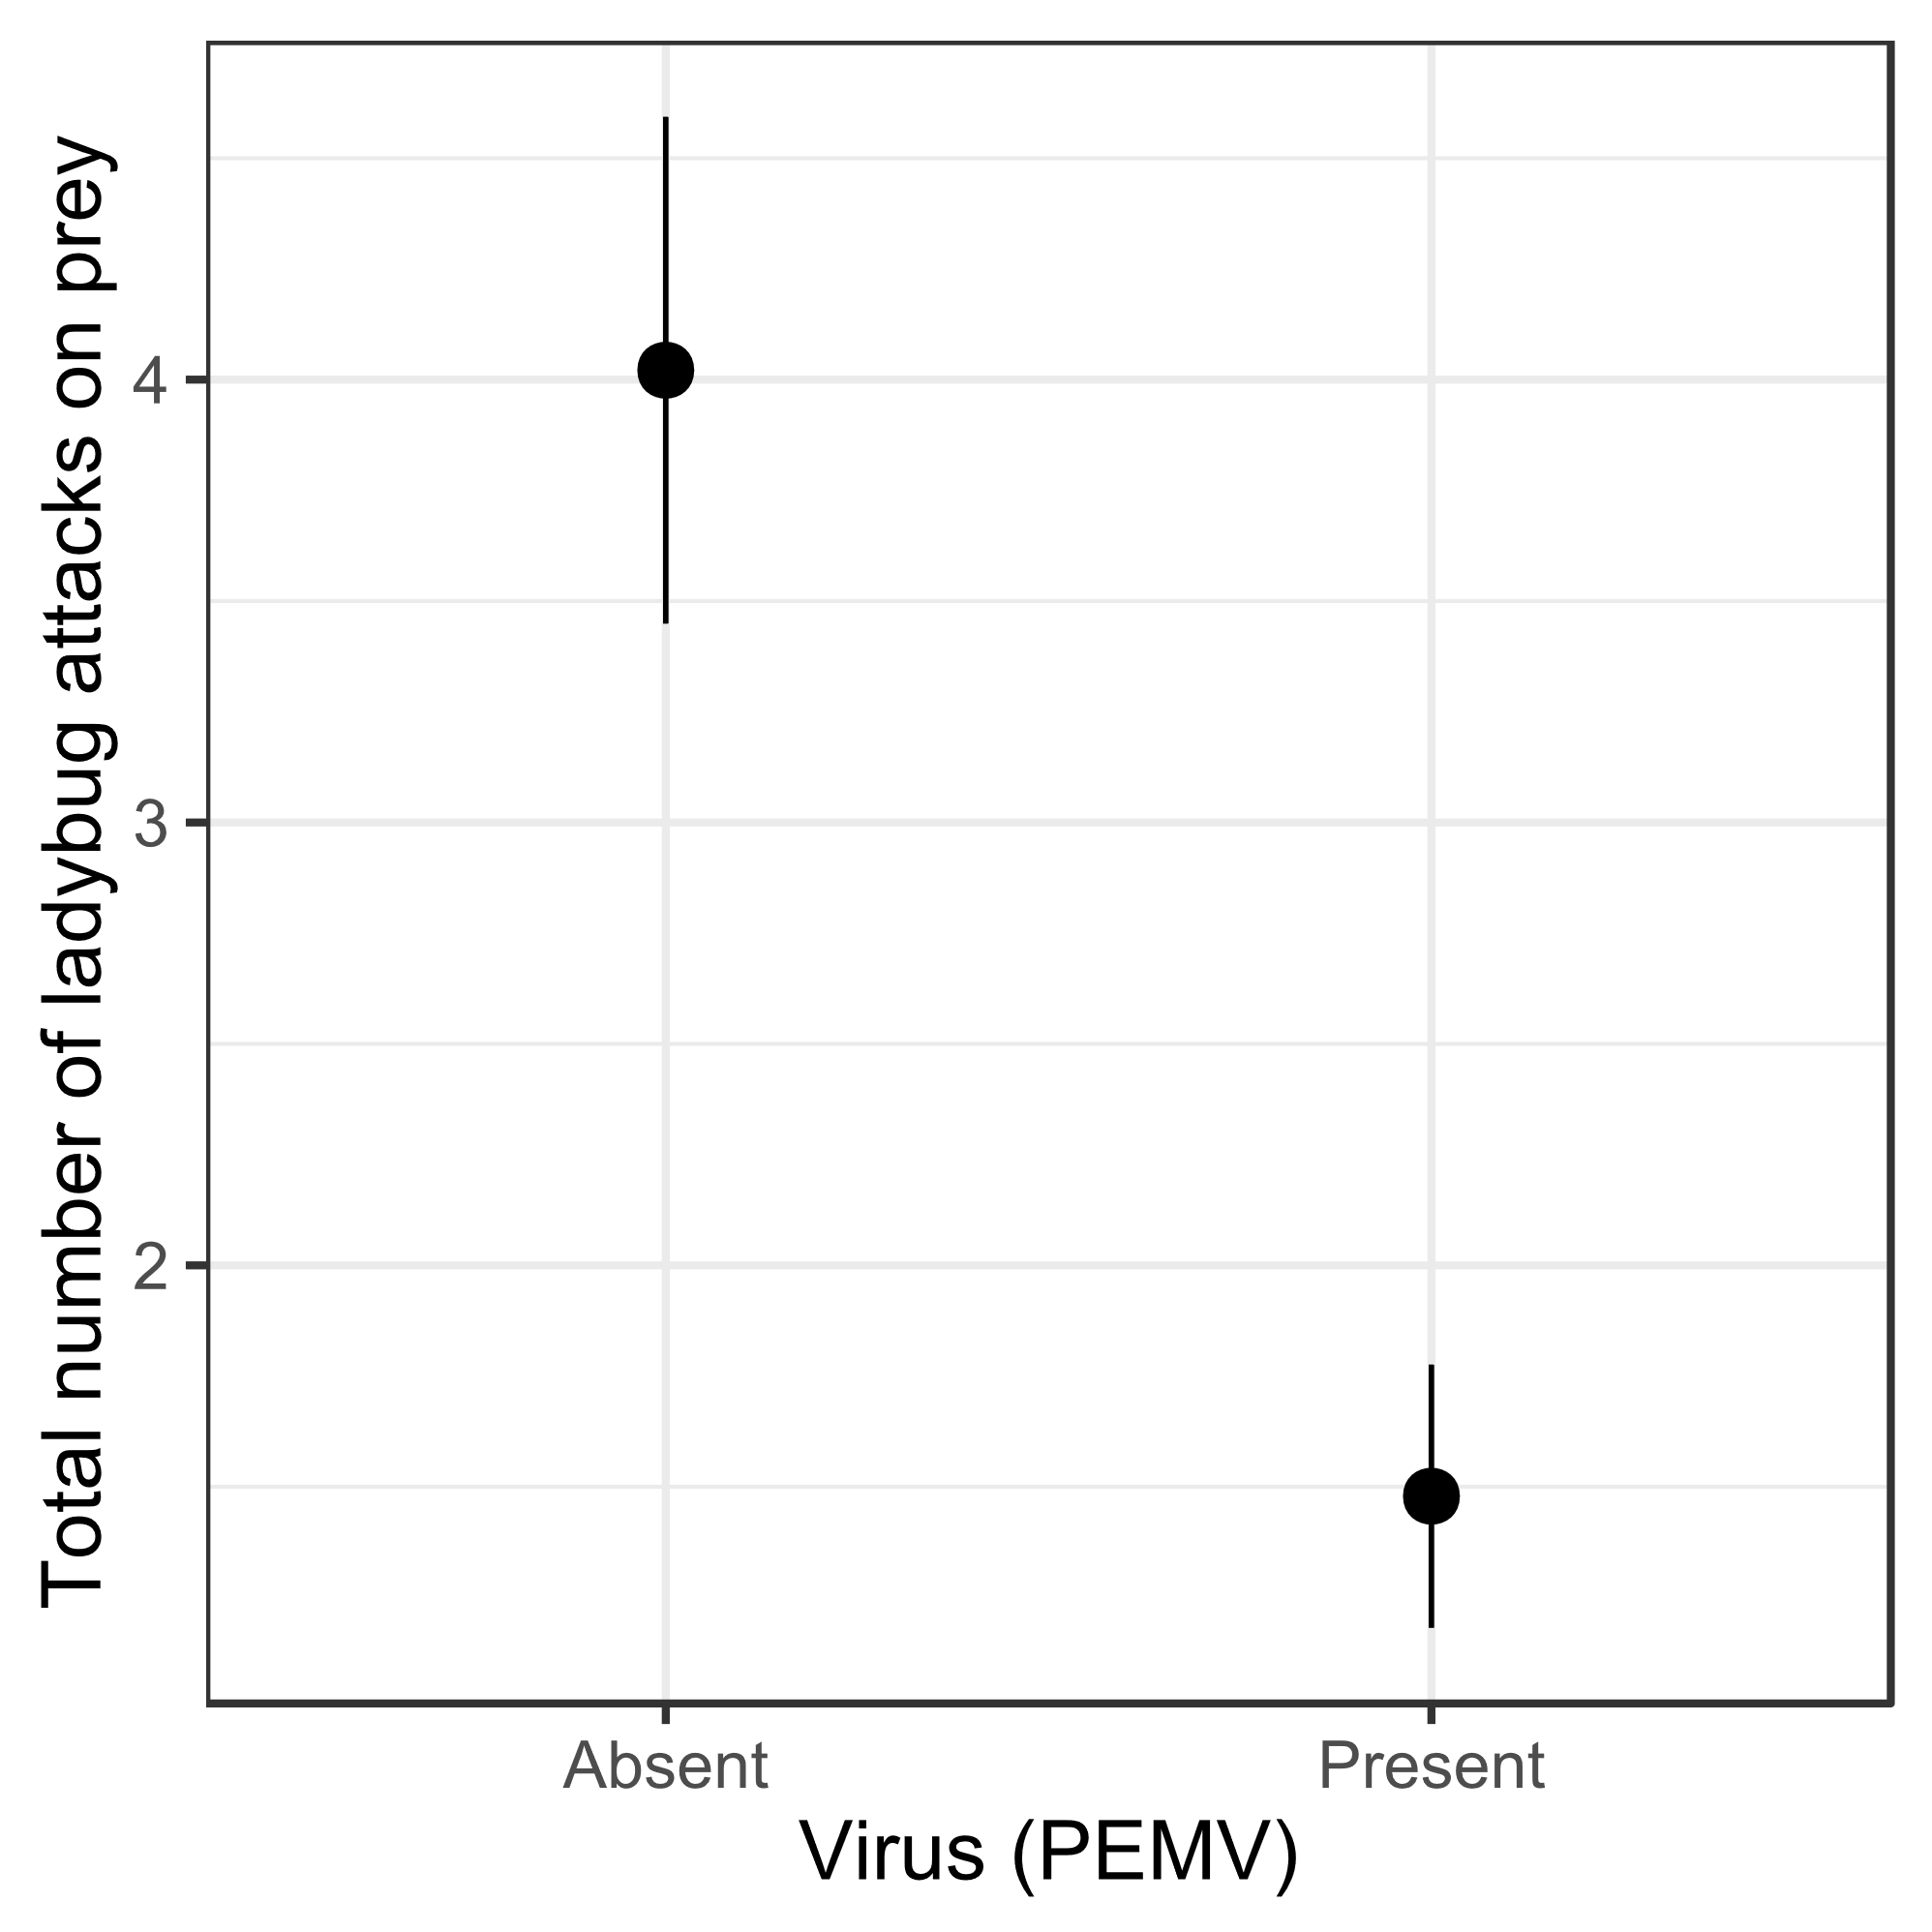 Total number of ladybug attacks on prey
4
3
2
Absent Present
Virus (PEMV)